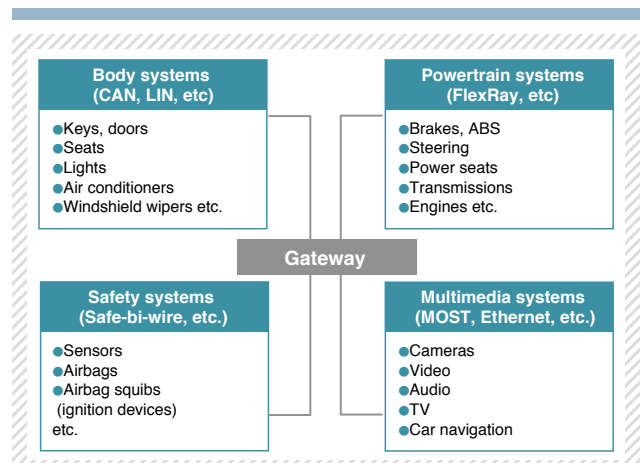 Body systems
(CAN, LIN, etc)
●Keys, doors
●Seats
●Lights
●Air conditioners
●Windshield wipers etc.
Powertrain systems
(FlexRay, etc)
●Brakes, ABS
●Steering
●Power seats
●Transmissions
●Engines etc.
Gateway
Safety systems
(Safe-bi-wire, etc.)
●Sensors
●Airbags
●Airbag squibs
(ignition devices)
etc.
Multimedia systems
(MOST, Ethernet, etc.)
●Cameras
●Video
●Audio
●TV
●Car navigation